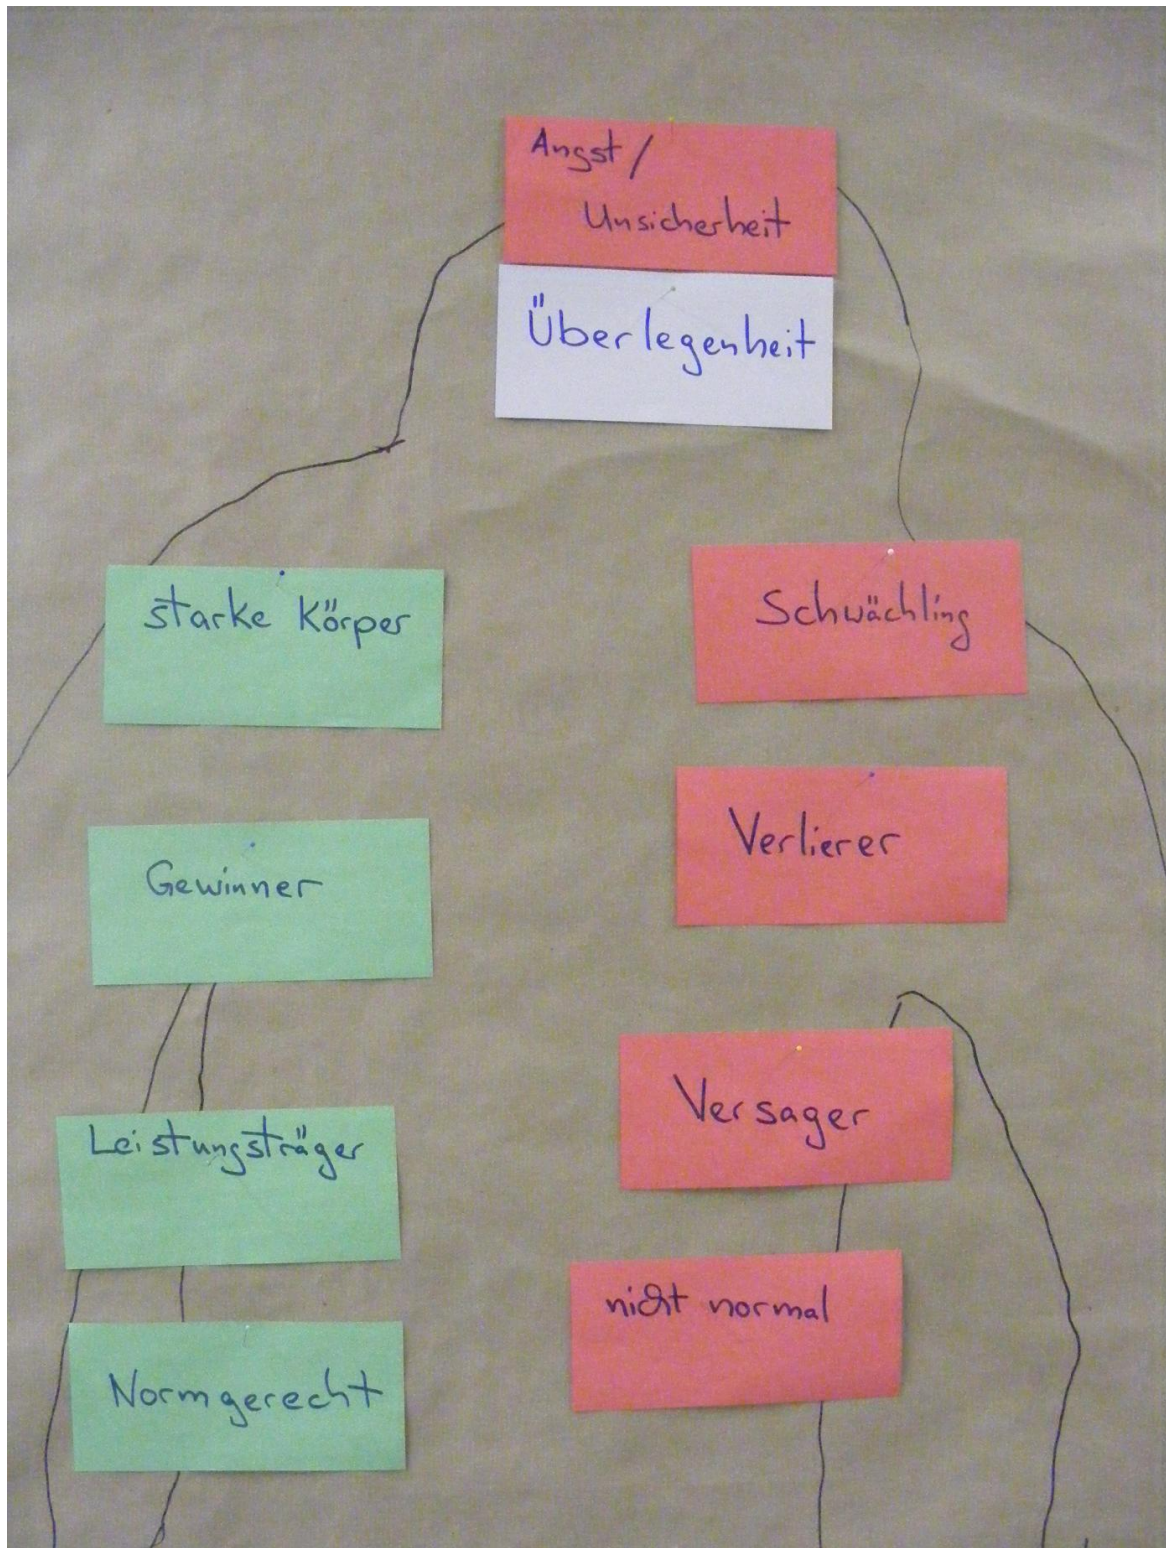 Angst /
Unsicherheit
Überlegenheit
starke Körper
Schwächling
Gewinner
Verlierer
Leistungsträger
Versager
Normgerecht
nicht normal